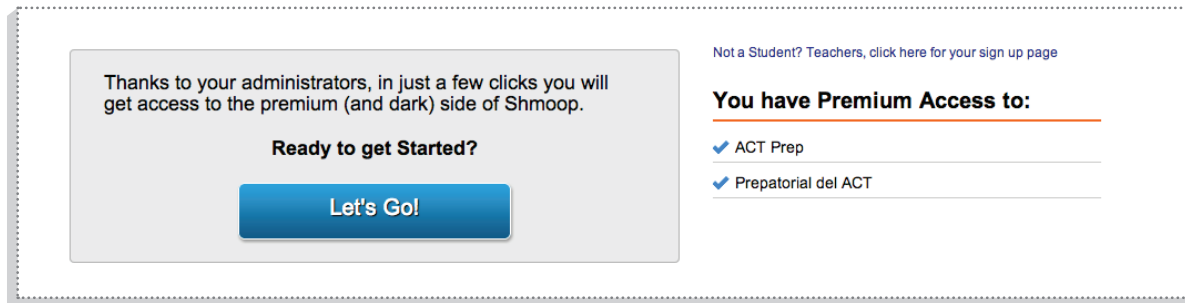 Thanks to your administrators, in just a few clicks you will
get access to the premium (and dark) side of Shmoop.
Ready to get Started?
Let's Go!
Not a Student? Teachers, click here for your sign up page
You have Premium Access to:
ACT Prep
Prepatorial del ACT